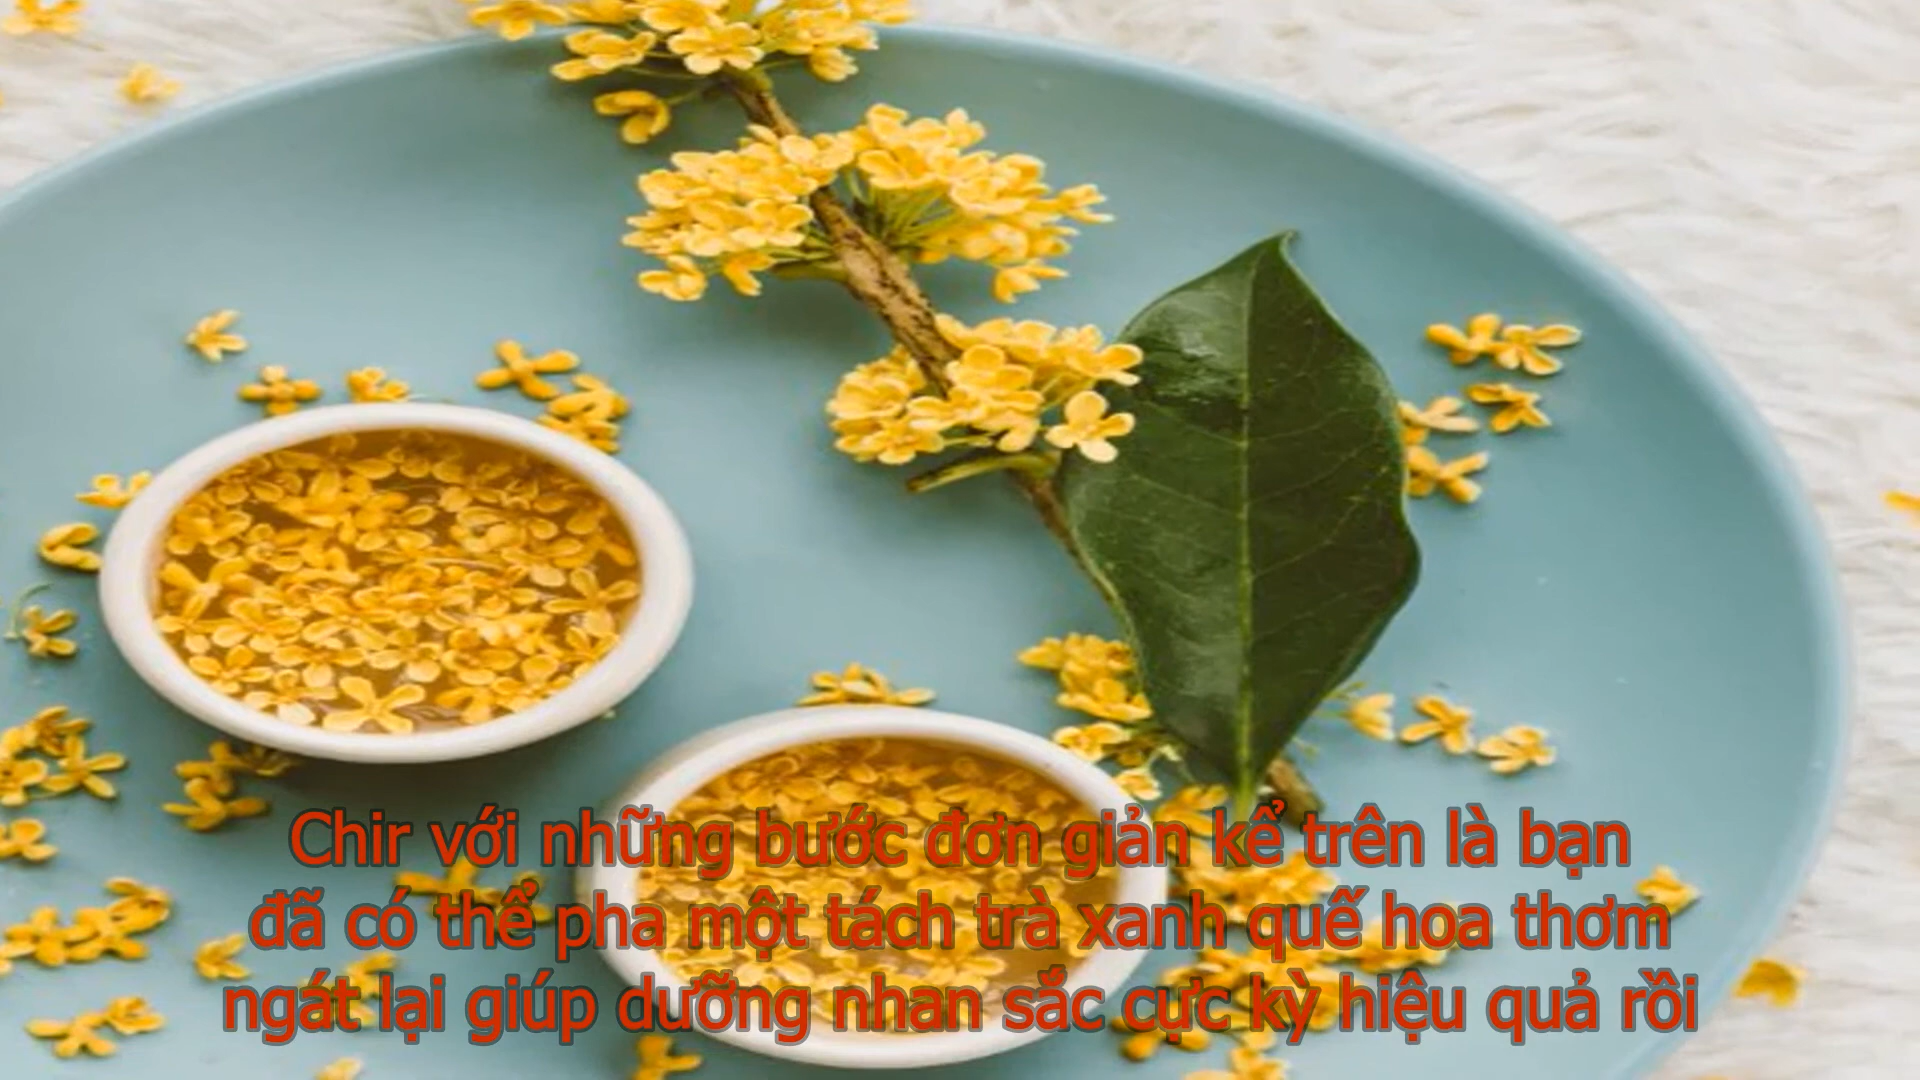 Chir với những bước đơn giản kể trên là bạn
đã có thể pha một tách trà xanh quế hoa thơm
ngát lại giúp dưỡng nhan sắc cực kỳ hiệu quả rồi